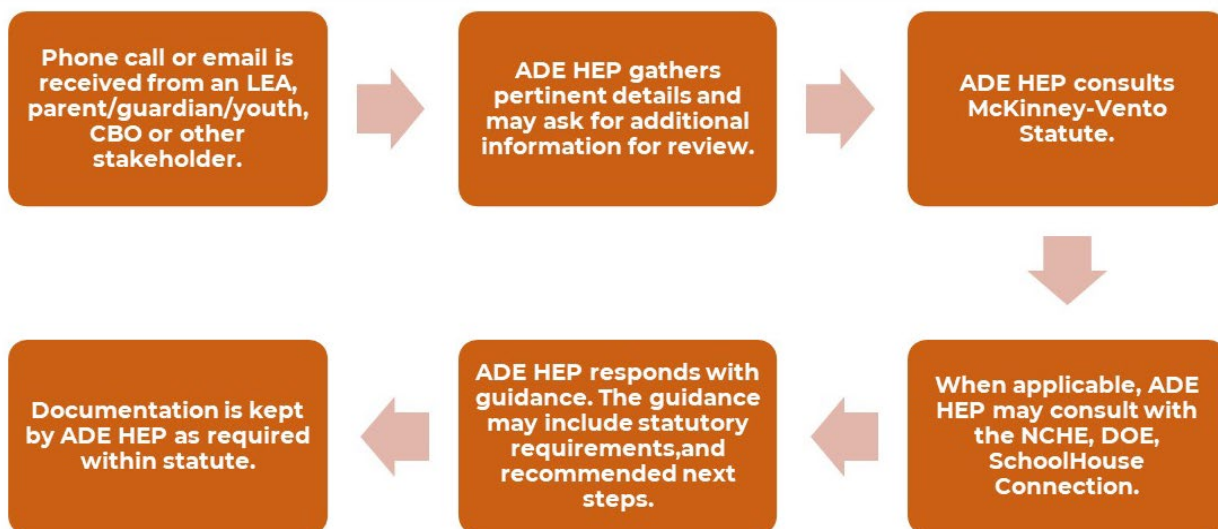 Phone call or email is
received from an LEA,
parent/guardian/youth,
CBO or other
stakeholder.
ADE HEP gathers
pertinent details and
may ask for additional
information for review.
ADE HEP consults
McKinney-Vento
Statute.
When applicable, ADE
HEP may consult with
the NCHE, DOE,
SchoolHouse
Connection.
ADE HEP responds with
guidance. The guidance
may include statutory
requirements,and
recommended next
steps.
Documentation is kept
by ADE HEP as required
within statute.